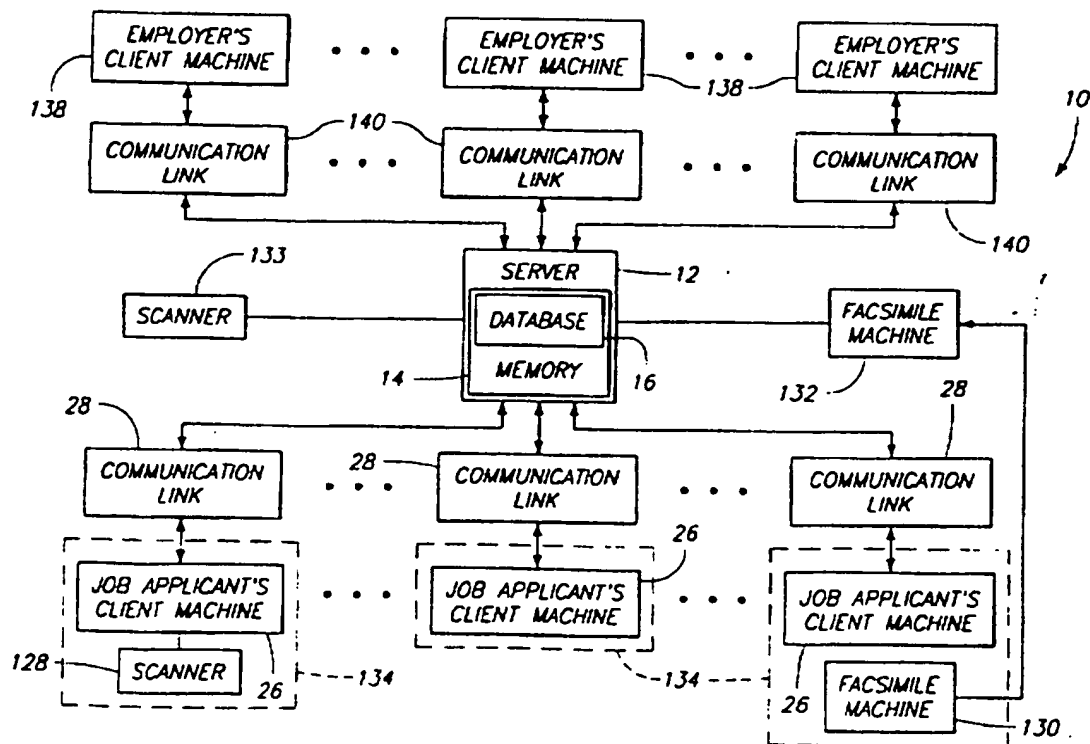 EMPLOYER'S
CLIENT MACHINE
EMPLOYER'S
CLIENT MACHINE
EMPLOYER'S
CLIENT MACHINE
138
138
10
COMMUNICATION
LINK
140
COMMUNICATION
LINK
COMMUNICATION
LINK
140
133
SCANNER
SERVER
12
DATABASE
14
MEMORY
16
FACSIMILE
MACHINE
132
28
COMMUNICATION
LINK
28
COMMUNICATION
LINK
28
COMMUNICATION
LINK
JOB APPLICANT'S
CLIENT MACHINE
26
JOB APPLICANT'S
CLIENT MACHINE
JOB APPLICANT'S
CLIENT MACHINE
128
SCANNER
26
134
134
26
FACSIMILE
MACHINE
130